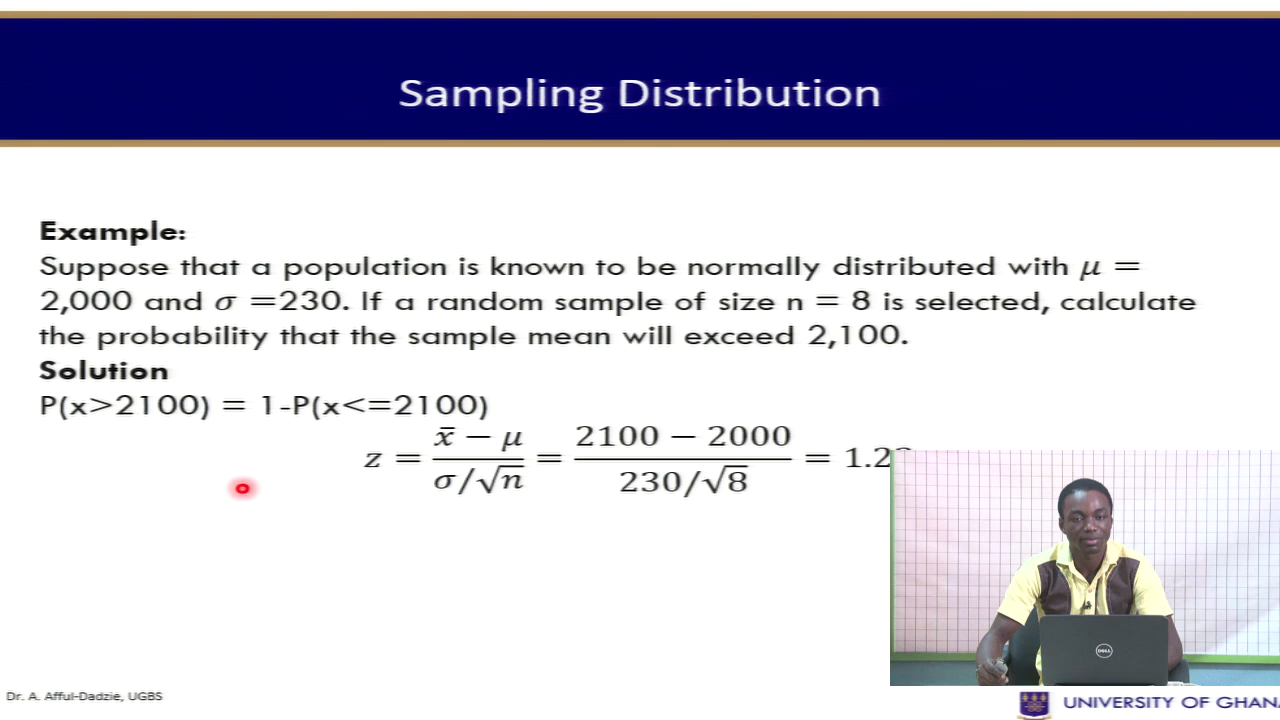 Sampling Distribution
Example:
Suppose that a population is known to be normally distributed with μ =
2,000 and σ =230. If a random sample of size n = 8 is selected, calculate
the probability that the sample mean will exceed 2,100.
Solution
P(x>2100) = 1-P(x<=2100)
z = (x̄ − μ)/(σ/√n) = (2100 − 2000)/(230/√8) = 1.2
DELL
Dr. A. Afful-Dadzie, UGBS
UNIVERSITY OF GHAN